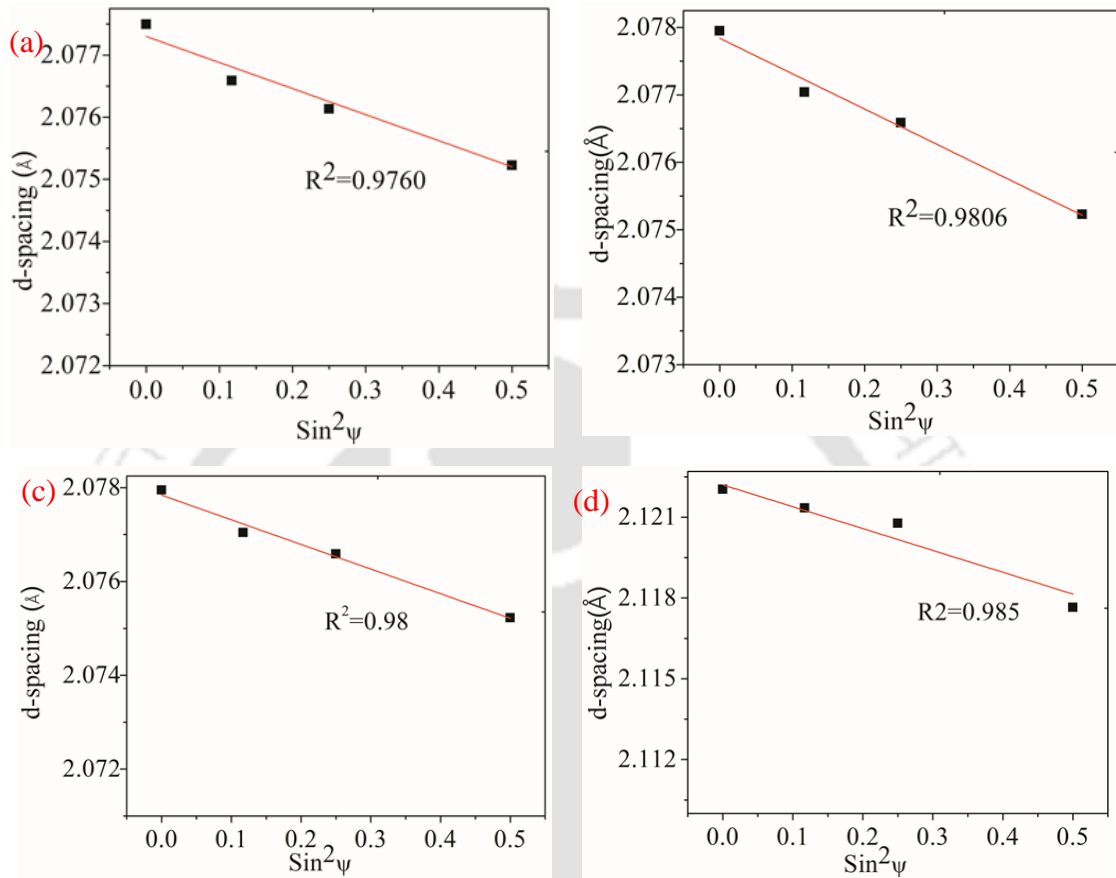 (a)
2.077
2.076
2.075
2.074
2.073
2.072
d-spacing (Å)
R²=0.9760
0.0 0.1 0.2 0.3 0.4 0.5
Sin²ψ
2.078
2.077
2.076
2.075
2.074
2.073
d-spacing(Å)
R²=0.9806
0.0 0.1 0.2 0.3 0.4 0.5
Sin²ψ
(c)
2.078
2.076
2.074
2.072
d-spacing (Å)
R²=0.98
0.0 0.1 0.2 0.3 0.4 0.5
Sin²ψ
(d)
2.121
2.118
2.115
2.112
d-spacing(Å)
R2=0.985
0.0 0.1 0.2 0.3 0.4 0.5
Sin²ψ